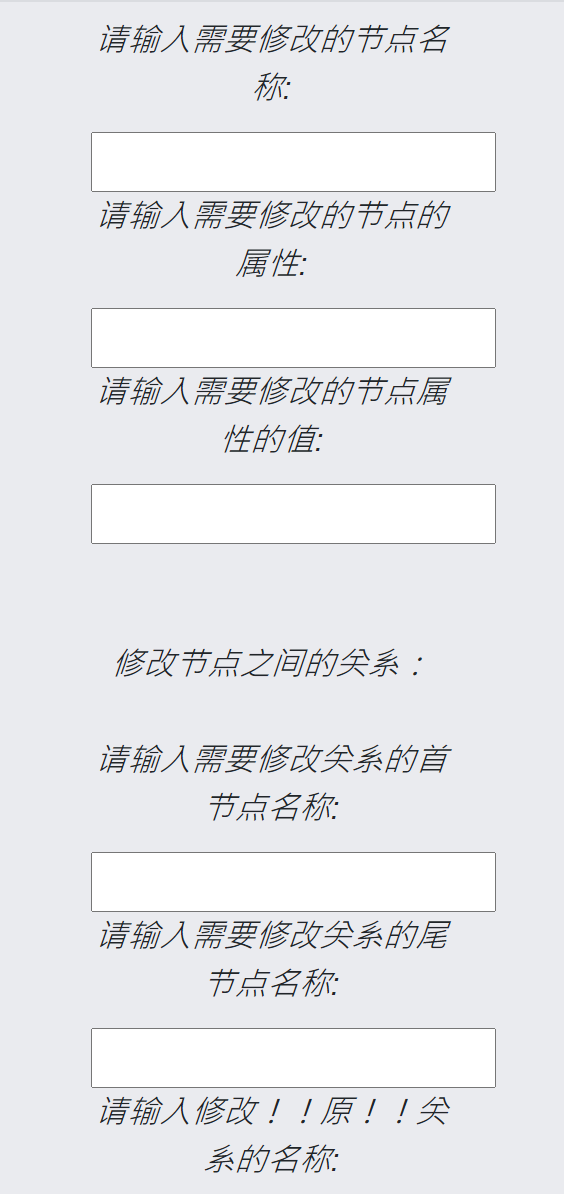 请输入需要修改的节点名
称:
请输入需要修改的节点的
属性:
请输入需要修改的节点属
性的值:
修改节点之间的关系：
请输入需要修改关系的首
节点名称:
请输入需要修改关系的尾
节点名称:
请输入修改！！原！！关
系的名称: